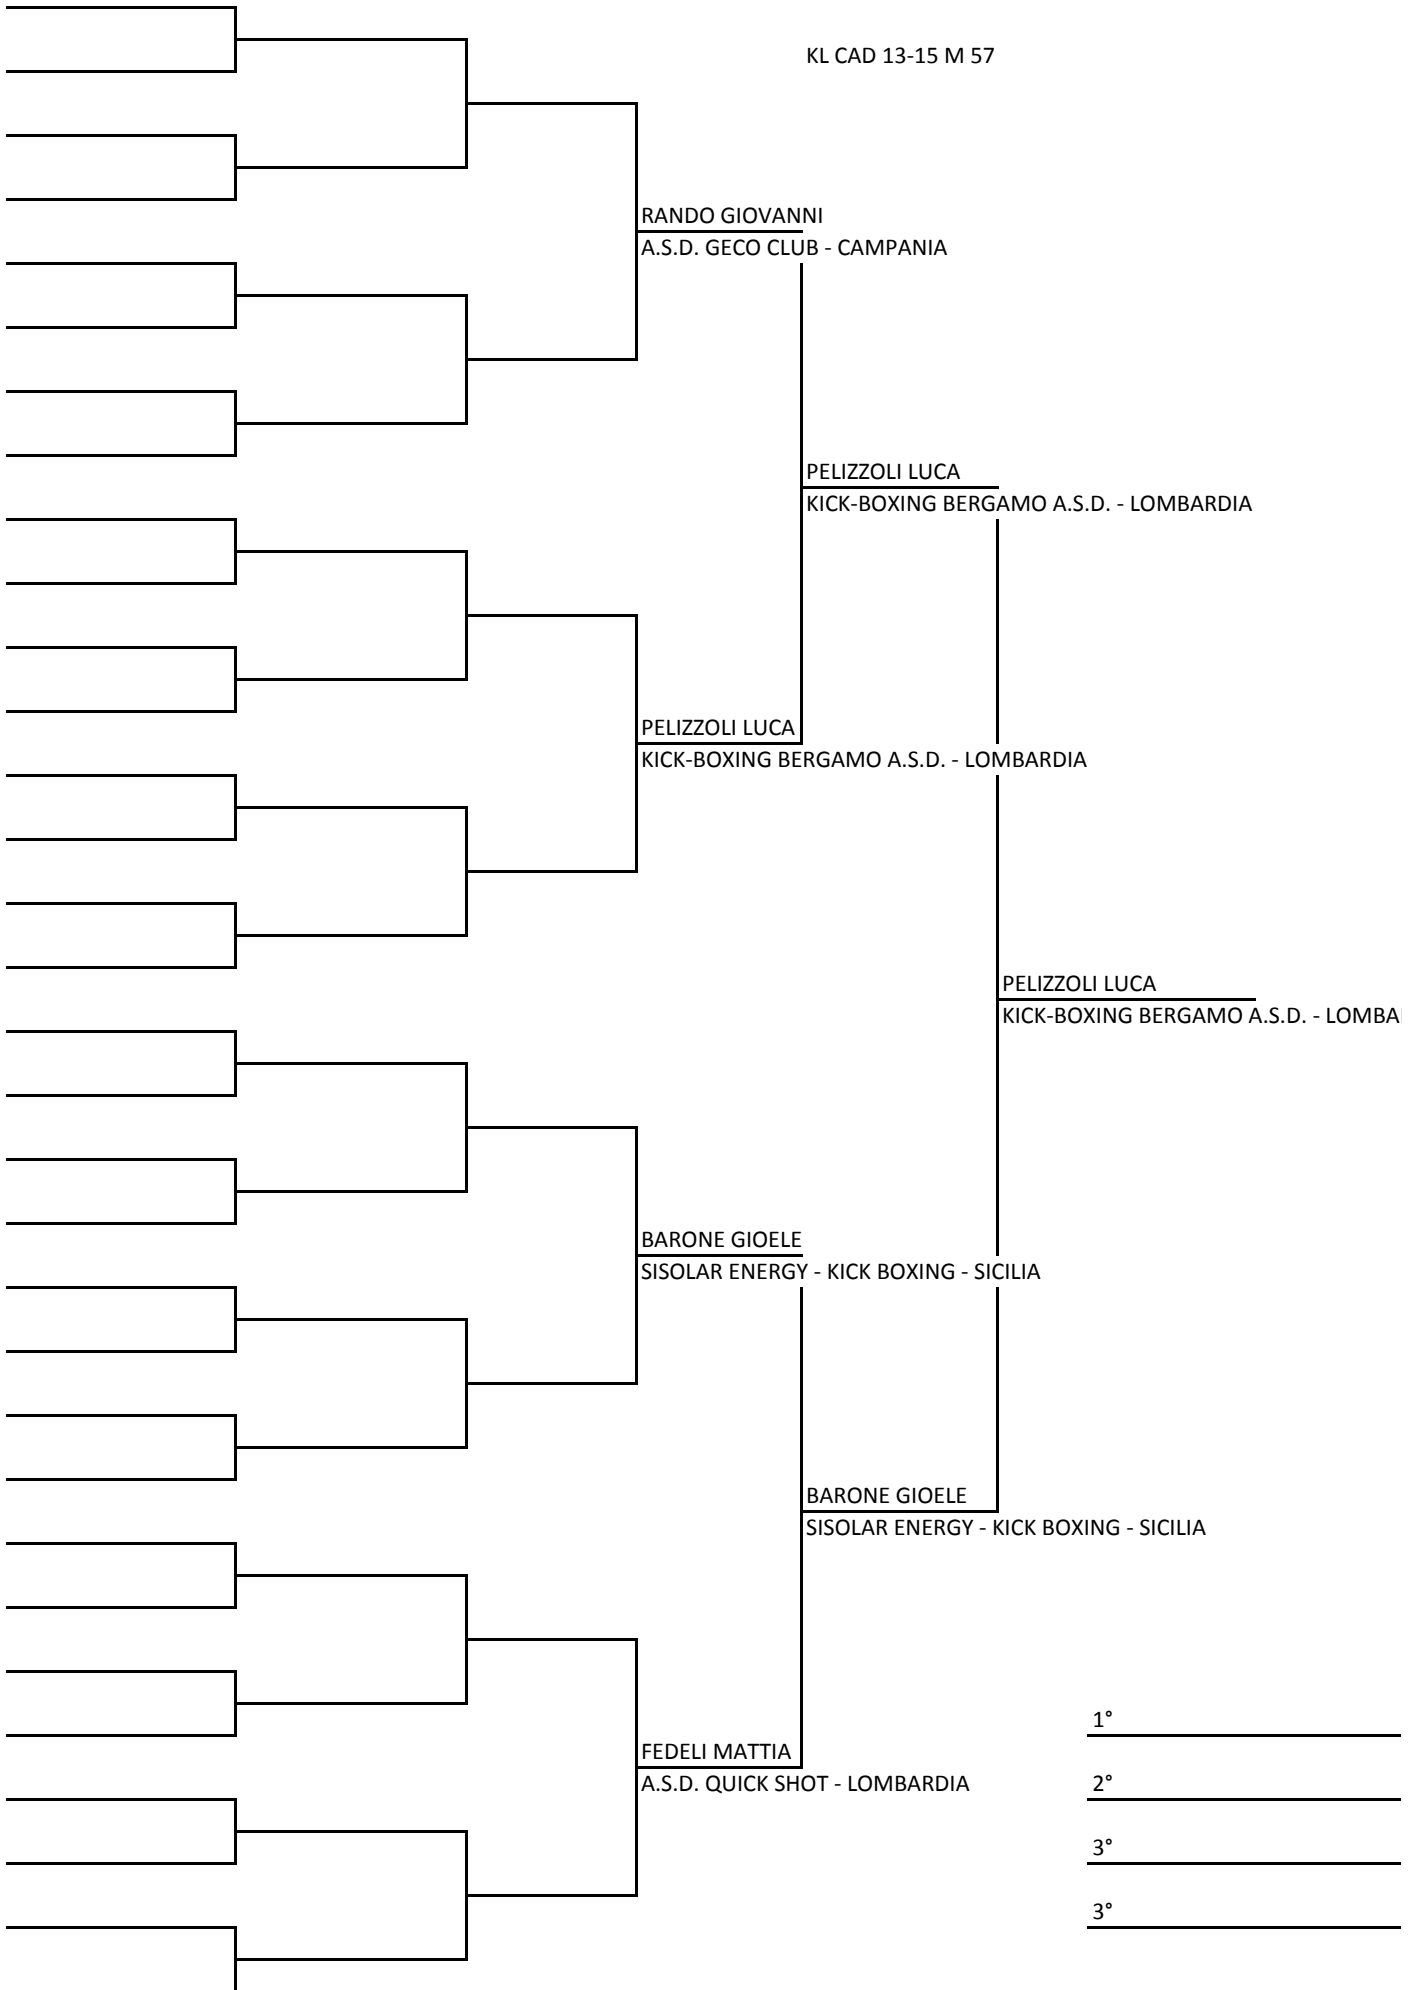 KL CAD 13-15 M 57
RANDO GIOVANNI
A.S.D. GECO CLUB - CAMPANIA
PELIZZOLI LUCA
KICK-BOXING BERGAMO A.S.D. - LOMBARDIA
PELIZZOLI LUCA
KICK-BOXING BERGAMO A.S.D. - LOMBARDIA
PELIZZOLI LUCA
KICK-BOXING BERGAMO A.S.D. - LOMBA
BARONE GIOELE
SISOLAR ENERGY - KICK BOXING - SICILIA
BARONE GIOELE
SISOLAR ENERGY - KICK BOXING - SICILIA
1°
FEDELI MATTIA
A.S.D. QUICK SHOT - LOMBARDIA
2°
3°
3°